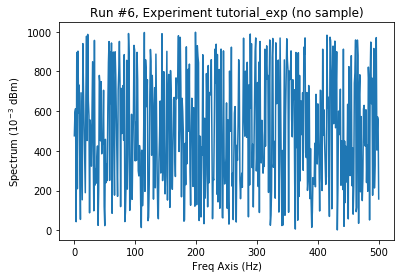 Run #6, Experiment tutorial_exp (no sample)
1000
800
600
400
200
0
Spectrum (10⁻³ dBm)
0 100 200 300 400 500
Freq Axis (Hz)